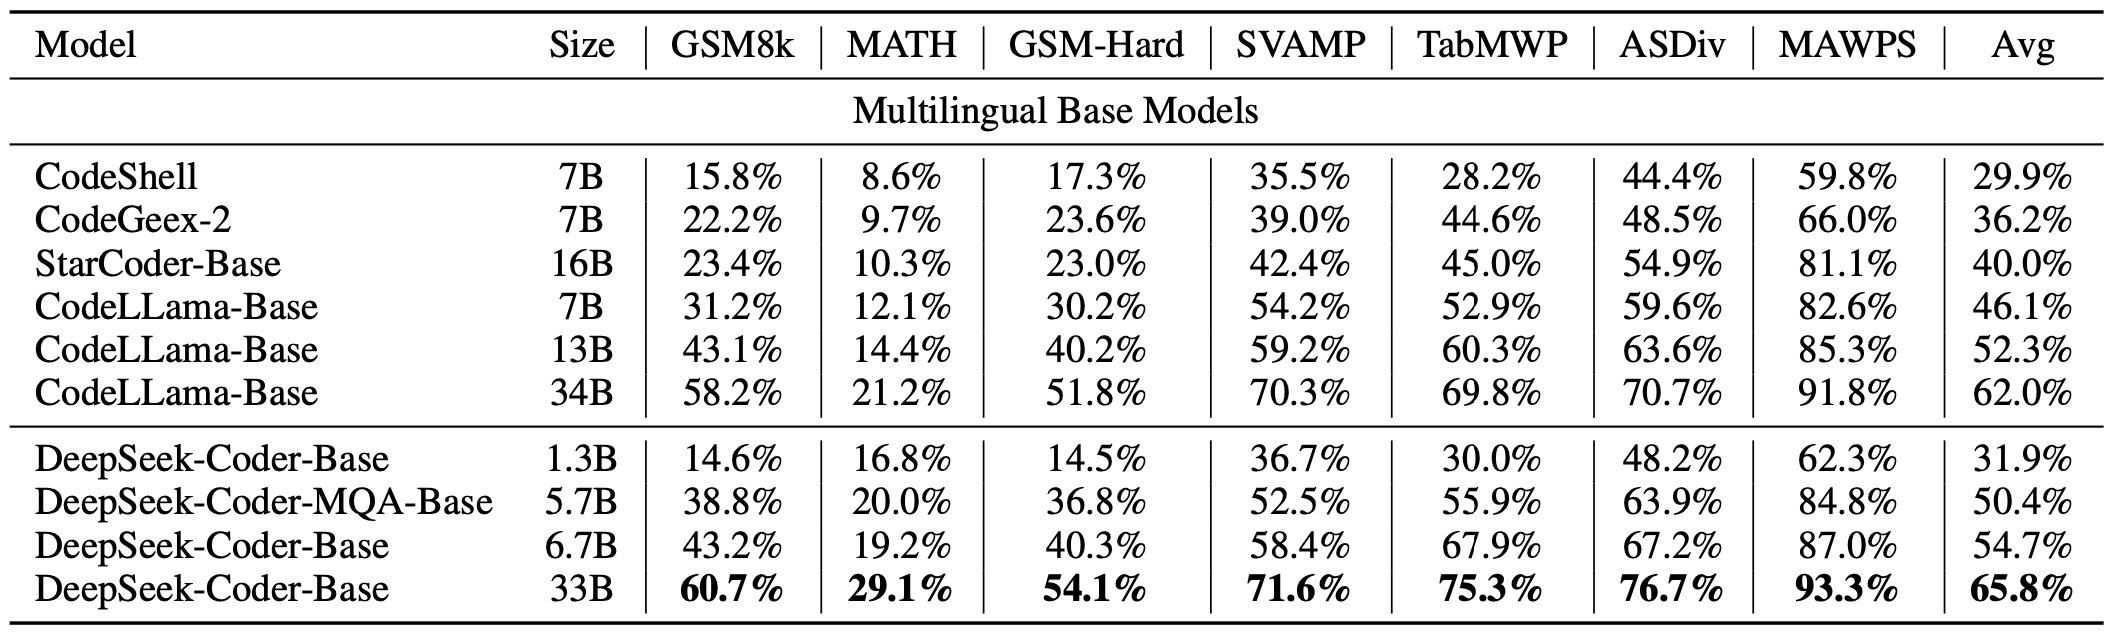 Model Size GSM8k MATH GSM-Hard SVAMP TabMWP ASDiv MAWPS Avg
Multilingual Base Models
CodeShell 7B 15.8% 8.6% 17.3% 35.5% 28.2% 44.4% 59.8% 29.9%
CodeGeex-2 7B 22.2% 9.7% 23.6% 39.0% 44.6% 48.5% 66.0% 36.2%
StarCoder-Base 16B 23.4% 10.3% 23.0% 42.4% 45.0% 54.9% 81.1% 40.0%
CodeLLama-Base 7B 31.2% 12.1% 30.2% 54.2% 52.9% 59.6% 82.6% 46.1%
CodeLLama-Base 13B 43.1% 14.4% 40.2% 59.2% 60.3% 63.6% 85.3% 52.3%
CodeLLama-Base 34B 58.2% 21.2% 51.8% 70.3% 69.8% 70.7% 91.8% 62.0%
DeepSeek-Coder-Base 1.3B 14.6% 16.8% 14.5% 36.7% 30.0% 48.2% 62.3% 31.9%
DeepSeek-Coder-MQA-Base 5.7B 38.8% 20.0% 36.8% 52.5% 55.9% 63.9% 84.8% 50.4%
DeepSeek-Coder-Base 6.7B 43.2% 19.2% 40.3% 58.4% 67.9% 67.2% 87.0% 54.7%
DeepSeek-Coder-Base 33B 60.7% 29.1% 54.1% 71.6% 75.3% 76.7% 93.3% 65.8%